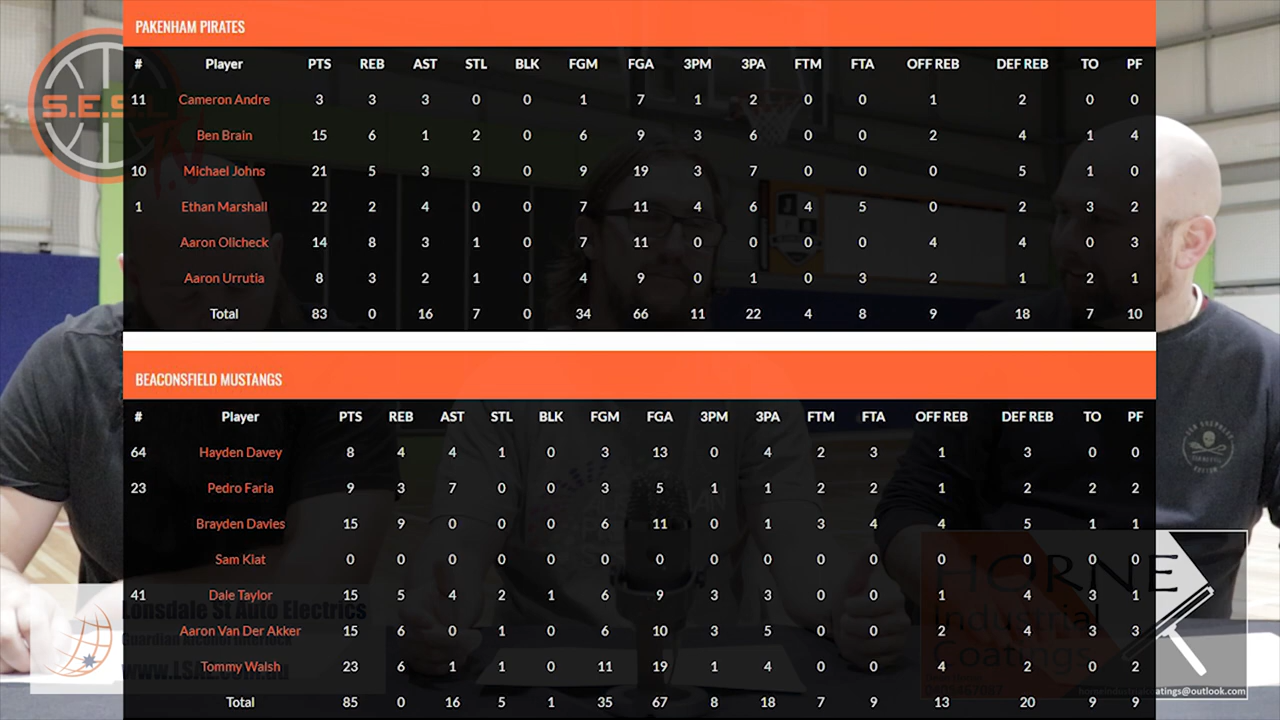 PAKENHAM PIRATES
# Player PTS REB AST STL BLK FGM FGA 3PM 3PA FTM FTA OFF REB DEF REB TO PF
11 Cameron Andre 3 3 3 0 0 1 7 1 2 0 0 1 2 0 0
Ben Brain 15 6 1 2 0 6 9 3 6 0 0 2 4 1 4
10 Michael Johns 21 5 3 3 0 9 19 3 7 0 0 0 5 1 0
1 Ethan Marshall 22 2 4 0 0 7 11 4 6 4 5 0 2 3 2
Aaron Olicheck 14 8 3 1 0 7 11 0 0 0 0 4 4 0 3
Aaron Urrutia 8 3 2 1 0 4 9 0 1 0 3 2 1 2 1
Total 83 0 16 7 0 34 66 11 22 4 8 9 18 7 10
BEACONSFIELD MUSTANGS
# Player PTS REB AST STL BLK FGM FGA 3PM 3PA FTM FTA OFF REB DEF REB TO PF
64 Hayden Davey 8 4 4 1 0 3 13 0 4 2 3 1 3 0 0
23 Pedro Faria 9 3 7 0 0 3 5 1 1 2 2 1 2 2 2
Brayden Davies 15 9 0 0 0 6 11 0 1 3 4 4 5 1 1
Sam Kiat 0 0 0 0 0 0 0 0 0 0 0 0 0 0 0
41 Dale Taylor 15 5 4 2 1 6 9 3 3 0 0 1 4 3 1
Aaron Van Der Akker 15 6 0 1 0 6 10 3 5 0 0 2 4 3 3
Tommy Walsh 23 6 1 1 0 11 19 1 4 0 0 4 2 0 2
Total 85 0 16 5 1 35 67 8 18 7 9 13 20 9 9
S.E.S.L
T.V
Lonsdale St Auto Electrics
www.LSAE.com.au
HORNE
Industrial
Coatings
horneindustrialcoatings@outlook.com